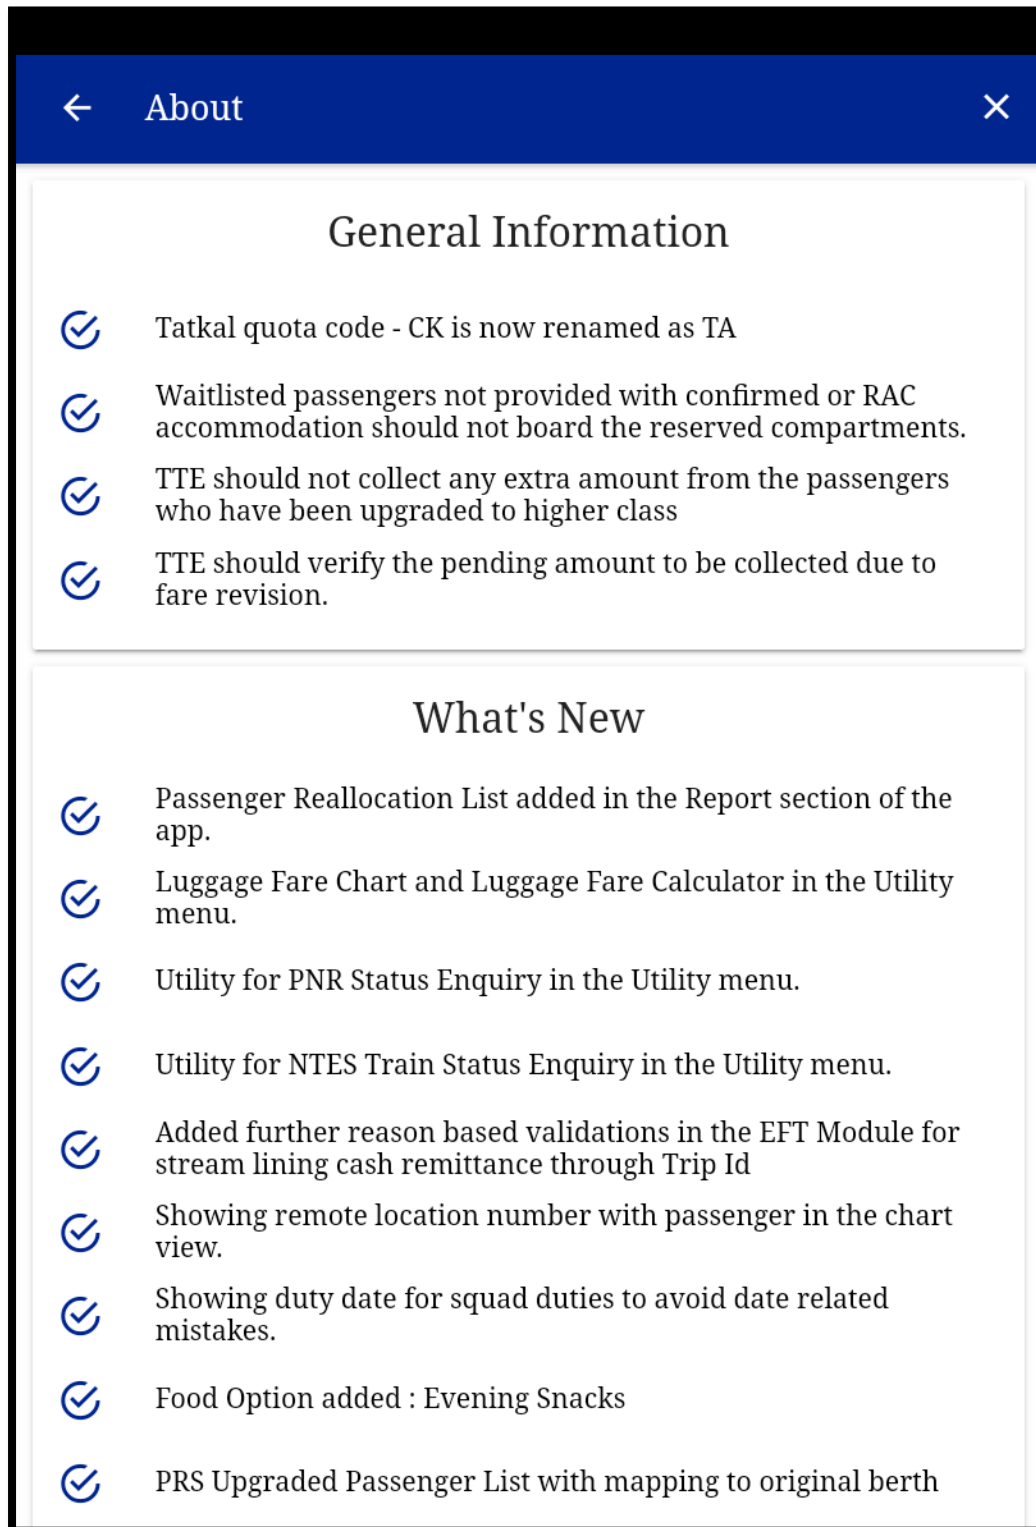 About
General Information
Tatkal quota code - CK is now renamed as TA
Waitlisted passengers not provided with confirmed or RAC
accommodation should not board the reserved compartments.
TTE should not collect any extra amount from the passengers
who have been upgraded to higher class
TTE should verify the pending amount to be collected due to
fare revision.
What's New
Passenger Reallocation List added in the Report section of the
app.
Luggage Fare Chart and Luggage Fare Calculator in the Utility
menu.
Utility for PNR Status Enquiry in the Utility menu.
Utility for NTES Train Status Enquiry in the Utility menu.
Added further reason based validations in the EFT Module for
stream lining cash remittance through Trip Id
Showing remote location number with passenger in the chart
view.
Showing duty date for squad duties to avoid date related
mistakes.
Food Option added : Evening Snacks
PRS Upgraded Passenger List with mapping to original berth